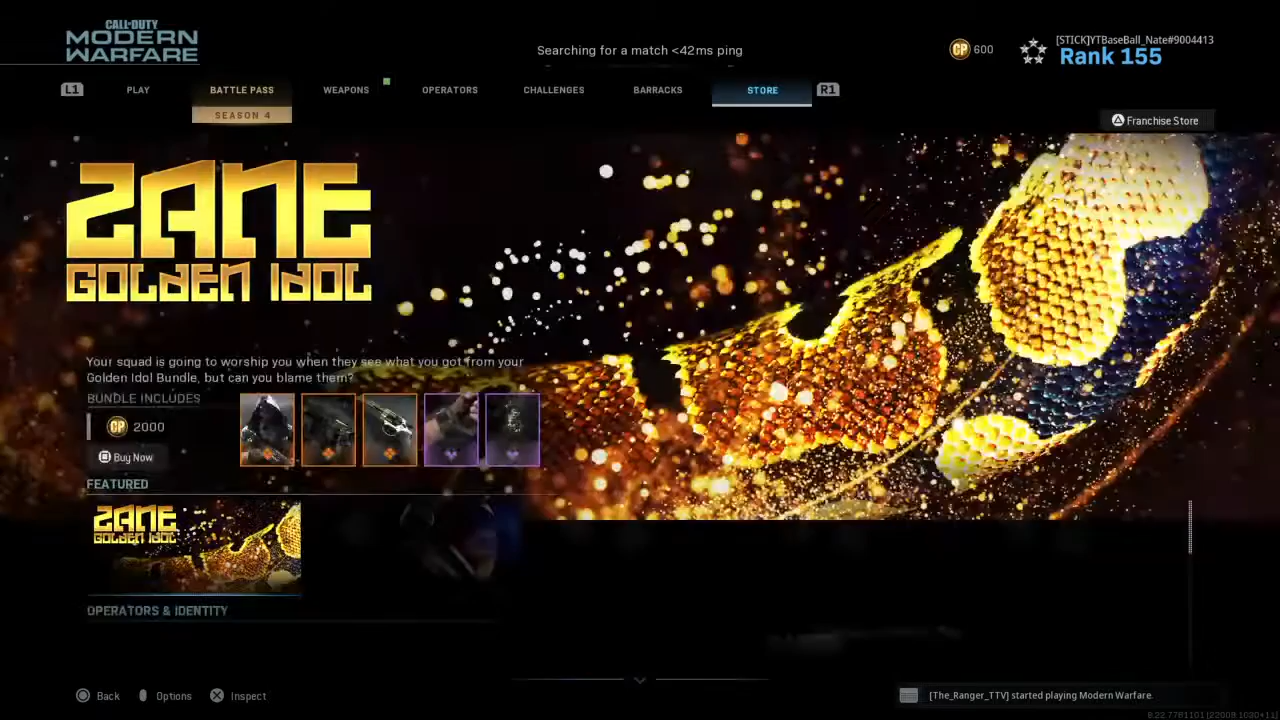 CALL OF DUTY
MODERN
WARFARE
Searching for a match <42ms ping
CP 600
[STICK]YTBaseBall_Nate#9004413
Rank 155
L1
PLAY
BATTLE PASS
WEAPONS
OPERATORS
CHALLENGES
BARRACKS
STORE
R1
SEASON 4
Franchise Store
ZANE
GOLDEN IDOL
Your squad is going to worship you when they see what you got from your
Golden Idol Bundle, but can you blame them?
BUNDLE INCLUDES
CP 2000
Buy Now
FEATURED
ZANE
GOLDEN IDOL
OPERATORS & IDENTITY
Back
Options
Inspect
[The_Ranger_TTV] started playing Modern Warfare.